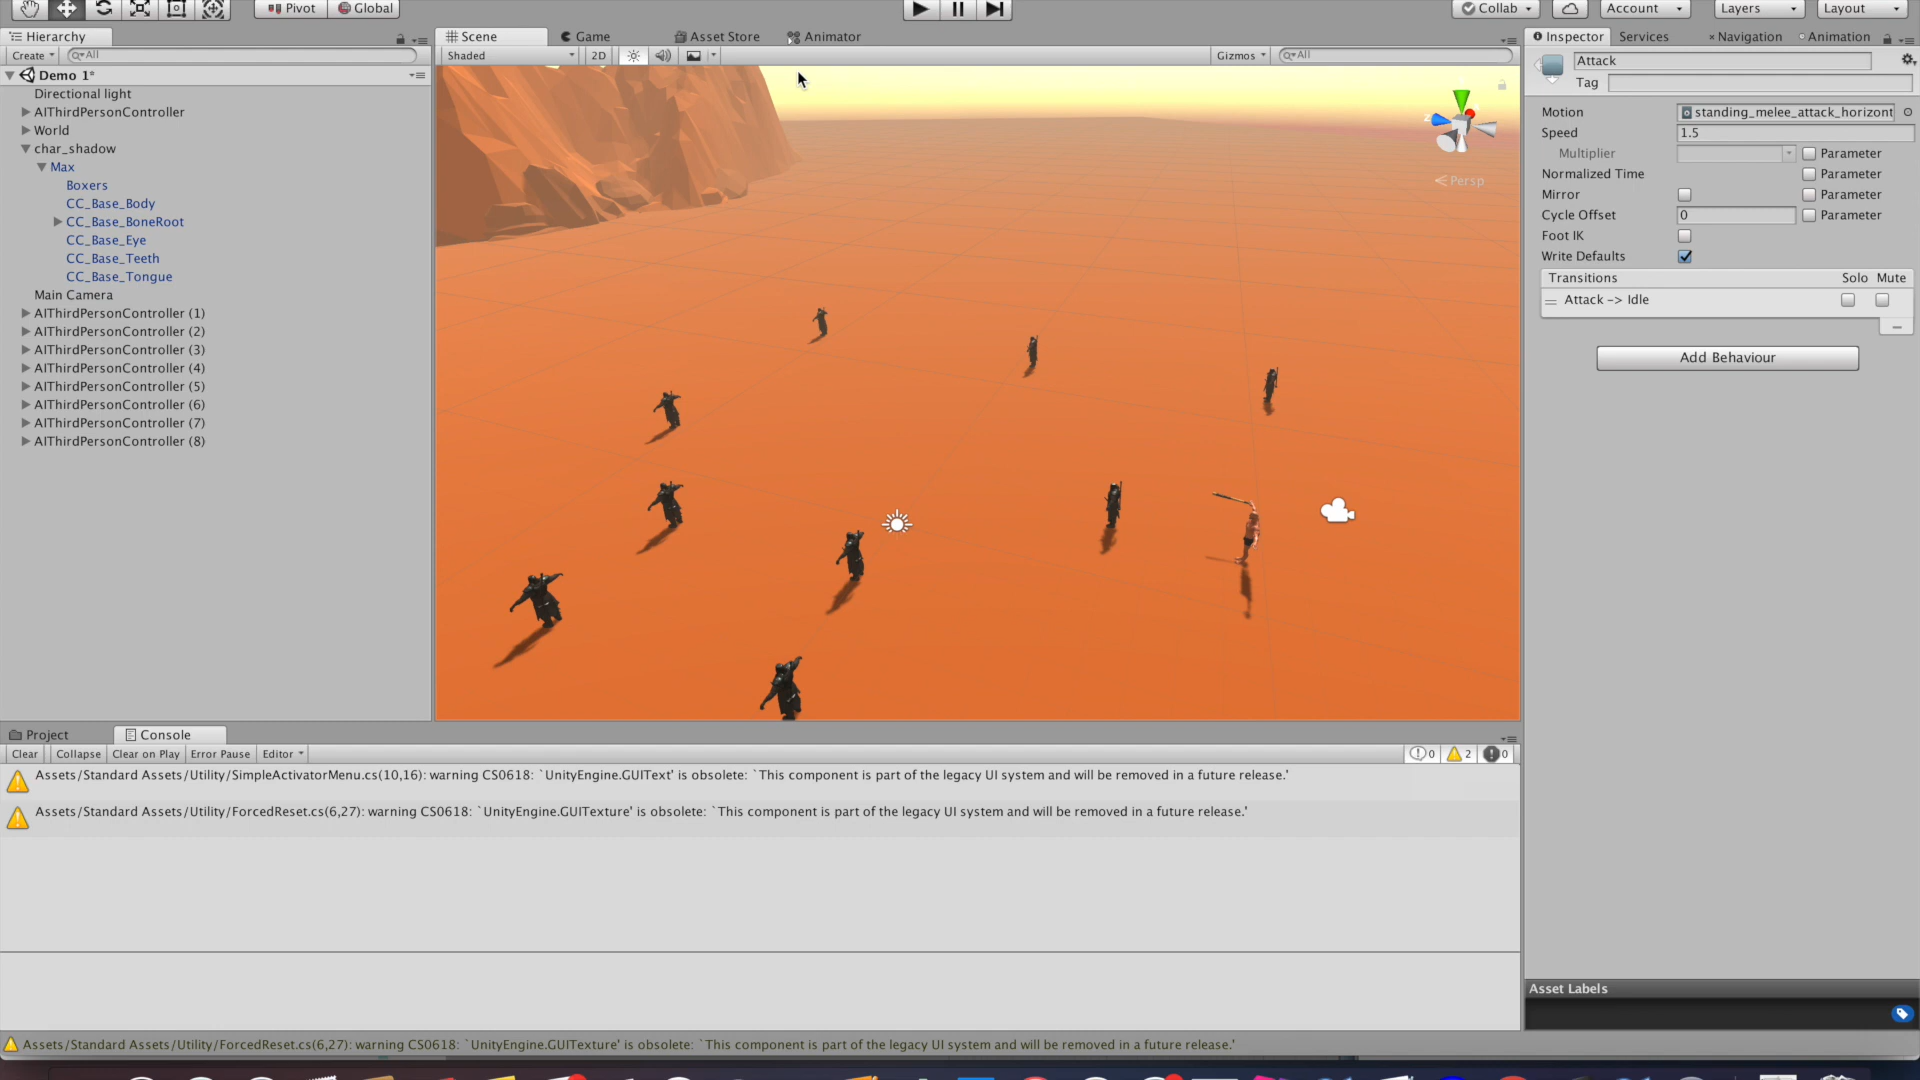 Pivot Global Collab Account Layers Layout
Hierarchy
Create All
Demo 1*
Directional light
AIThirdPersonController
World
char_shadow
Max
Boxers
CC_Base_Body
CC_Base_BoneRoot
CC_Base_Eye
CC_Base_Teeth
CC_Base_Tongue
Main Camera
AIThirdPersonController (1)
AIThirdPersonController (2)
AIThirdPersonController (3)
AIThirdPersonController (4)
AIThirdPersonController (5)
AIThirdPersonController (6)
AIThirdPersonController (7)
AIThirdPersonController (8)
Scene Game Asset Store Animator
Shaded 2D Gizmos All
Persp
Inspector Services Navigation Animation
Attack
Tag
Motion standing_melee_attack_horizont
Speed 1.5
Multiplier Parameter
Normalized Time Parameter
Mirror Parameter
Cycle Offset 0 Parameter
Foot IK
Write Defaults
Transitions Solo Mute
Attack -> Idle
Add Behaviour
Project Console
Clear Collapse Clear on Play Error Pause Editor 0 2 0
Assets/Standard Assets/Utility/SimpleActivatorMenu.cs(10,16): warning CS0618: `UnityEngine.GUIText' is obsolete: `This component is part of the legacy UI system and will be removed in a future release.'
Assets/Standard Assets/Utility/ForcedReset.cs(6,27): warning CS0618: `UnityEngine.GUITexture' is obsolete: `This component is part of the legacy UI system and will be removed in a future release.'
Asset Labels
Assets/Standard Assets/Utility/ForcedReset.cs(6,27): warning CS0618: `UnityEngine.GUITexture' is obsolete: `This component is part of the legacy UI system and will be removed in a future release.'